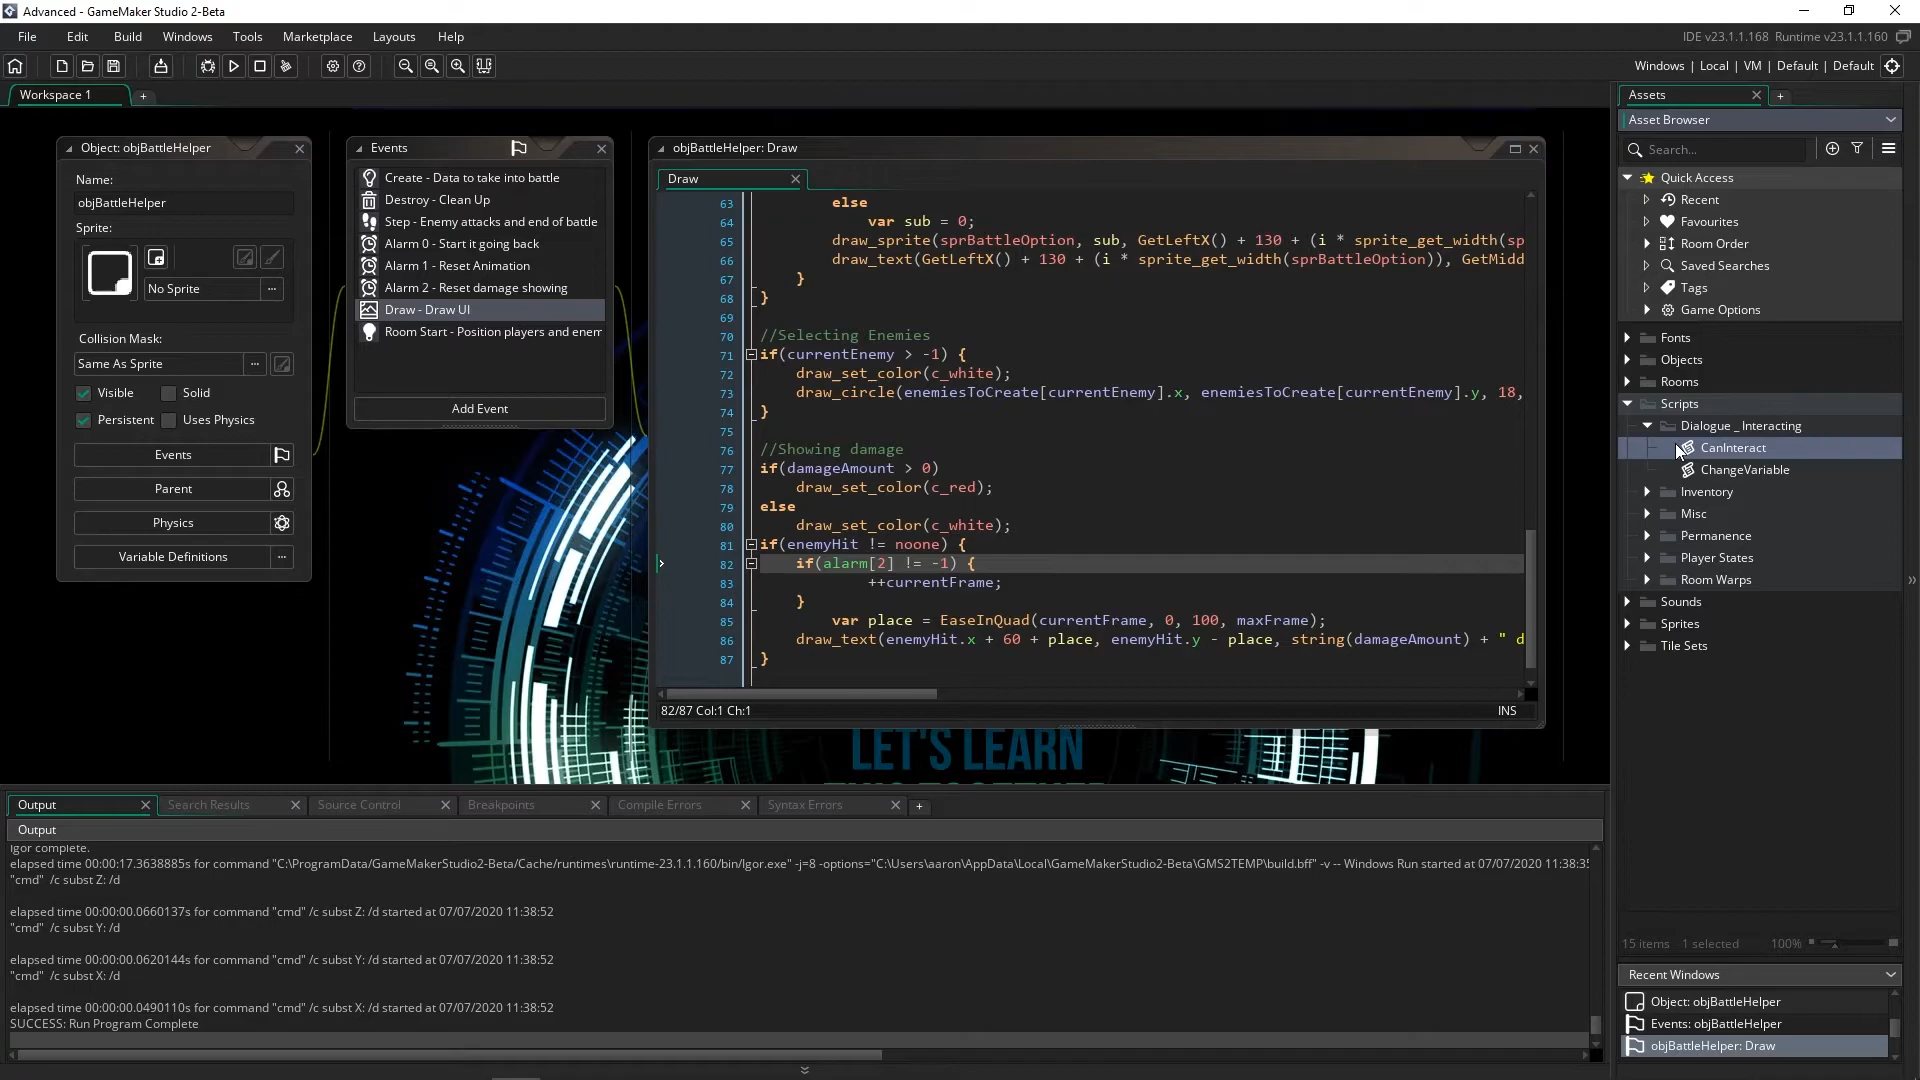 Advanced - GameMaker Studio 2-Beta
File Edit Build Windows Tools Marketplace Layouts Help
IDE v23.1.1.168 Runtime v23.1.1.160
Windows | Local | VM | Default | Default
Workspace 1
Object: objBattleHelper
Name:
objBattleHelper
Sprite:
No Sprite
Collision Mask:
Same As Sprite
Visible Solid
Persistent Uses Physics
Events
Parent
Physics
Variable Definitions
Events
Create - Data to take into battle
Destroy - Clean Up
Step - Enemy attacks and end of battle
Alarm 0 - Start it going back
Alarm 1 - Reset Animation
Alarm 2 - Reset damage showing
Draw - Draw UI
Room Start - Position players and enem
Add Event
objBattleHelper: Draw
Draw
63 else
64 var sub = 0;
65 draw_sprite(sprBattleOption, sub, GetLeftX() + 130 + (i * sprite_get_width(sp
66 draw_text(GetLeftX() + 130 + (i * sprite_get_width(sprBattleOption)), GetMidd
67 }
68 }
69
70 //Selecting Enemies
71 if(currentEnemy > -1) {
72 draw_set_color(c_white);
73 draw_circle(enemiesToCreate[currentEnemy].x, enemiesToCreate[currentEnemy].y, 18,
74 }
75
76 //Showing damage
77 if(damageAmount > 0)
78 draw_set_color(c_red);
79 else
80 draw_set_color(c_white);
81 if(enemyHit != noone) {
82 if(alarm[2] != -1) {
83 ++currentFrame;
84 }
85 var place = EaseInQuad(currentFrame, 0, 100, maxFrame);
86 draw_text(enemyHit.x + 60 + place, enemyHit.y - place, string(damageAmount) + " d
87 }
82/87 Col:1 Ch:1
INS
LET'S LEARN
Assets
Asset Browser
Search...
Quick Access
Recent
Favourites
Room Order
Saved Searches
Tags
Game Options
Fonts
Objects
Rooms
Scripts
Dialogue _ Interacting
CanInteract
ChangeVariable
Inventory
Misc
Permanence
Player States
Room Warps
Sounds
Sprites
Tile Sets
15 items 1 selected 100%
Recent Windows
Object: objBattleHelper
Events: objBattleHelper
objBattleHelper: Draw
Output Search Results Source Control Breakpoints Compile Errors Syntax Errors
Output
Igor complete.
elapsed time 00:00:17.3638885s for command "C:\ProgramData/GameMakerStudio2-Beta/Cache/runtimes\runtime-23.1.1.160/bin/Igor.exe" -j=8 -options="C:\Users\aaron\AppData\Local\GameMakerStudio2-Beta\GMS2TEMP\build.bff" -v -- Windows Run started at 07/07/2020 11:38:35
"cmd" /c subst Z: /d
elapsed time 00:00:00.0660137s for command "cmd" /c subst Z: /d started at 07/07/2020 11:38:52
"cmd" /c subst Y: /d
elapsed time 00:00:00.0620144s for command "cmd" /c subst Y: /d started at 07/07/2020 11:38:52
"cmd" /c subst X: /d
elapsed time 00:00:00.0490110s for command "cmd" /c subst X: /d started at 07/07/2020 11:38:52
SUCCESS: Run Program Complete